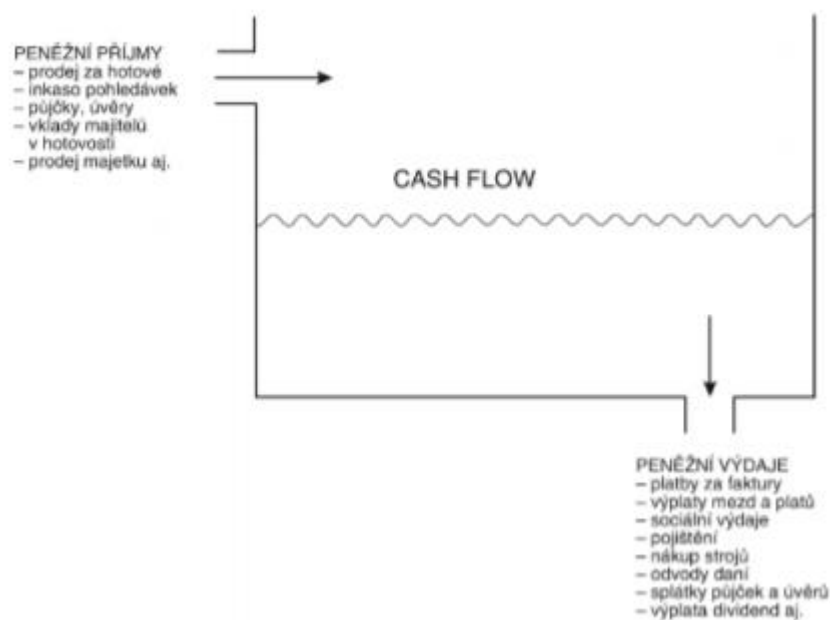 PENĚŽNÍ PŘÍJMY
– prodej za hotové
– inkaso pohledávek
– půjčky, úvěry
– vklady majitelů
v hotovosti
– prodej majetku aj.
CASH FLOW
PENĚŽNÍ VÝDAJE
– platby za faktury
– výplaty mezd a platů
– sociální výdaje
– pojištění
– nákup strojů
– odvody daní
– splátky půjček a úvěrů
– výplata dividend aj.